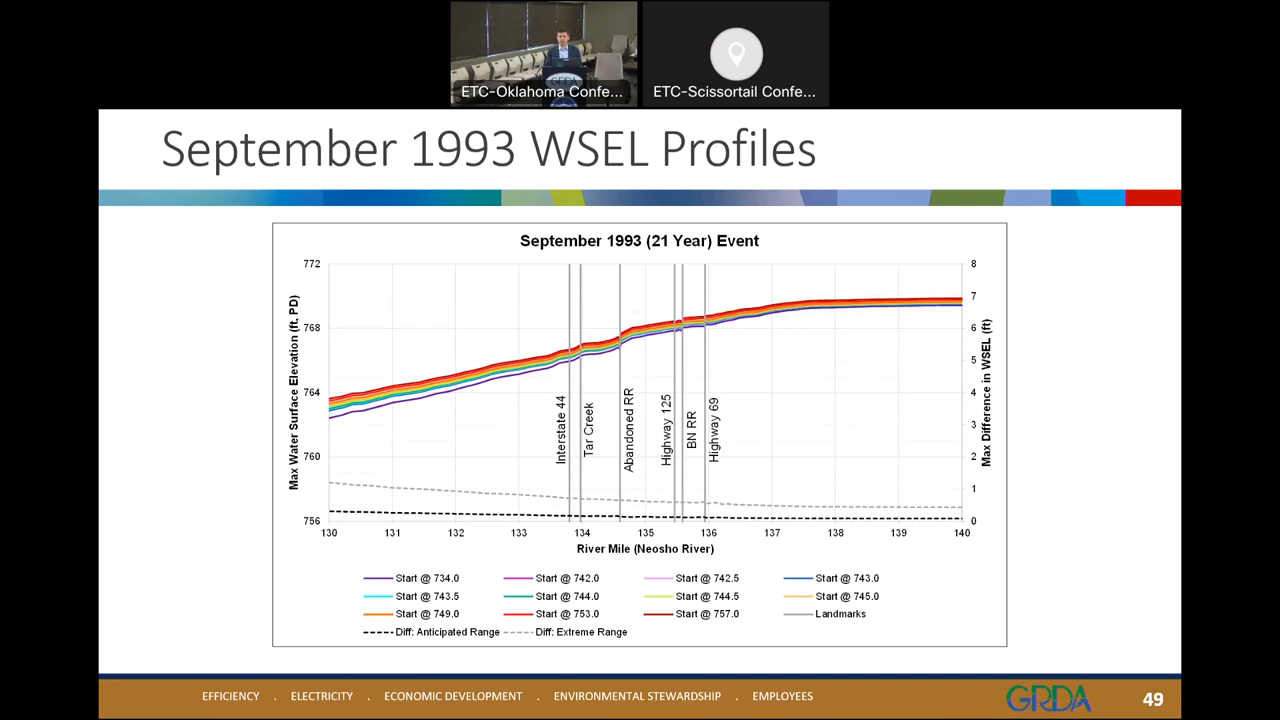 ETC-Oklahoma Confe...
ETC-Scissortail Confe...
September 1993 WSEL Profiles
September 1993 (21 Year) Event
Max Water Surface Elevation (ft. PD)
772
768
764
760
756
8
7
6
5
4
3
2
1
0
Max Difference in WSEL (ft)
Interstate 44
Tar Creek
Abandoned RR
Highway 125
BN RR
Highway 69
130 131 132 133 134 135 136 137 138 139 140
River Mile (Neosho River)
Start @ 734.0 Start @ 742.0 Start @ 742.5 Start @ 743.0
Start @ 743.5 Start @ 744.0 Start @ 744.5 Start @ 745.0
Start @ 749.0 Start @ 753.0 Start @ 757.0 Landmarks
Diff: Anticipated Range Diff: Extreme Range
EFFICIENCY . ELECTRICITY . ECONOMIC DEVELOPMENT . ENVIRONMENTAL STEWARDSHIP . EMPLOYEES
GRDA
49